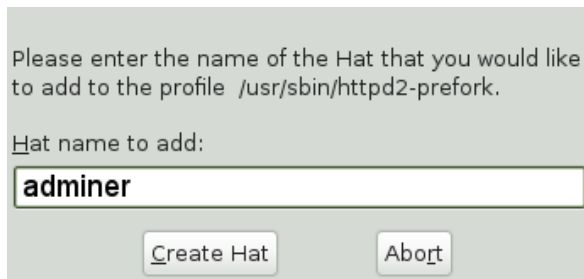 Please enter the name of the Hat that you would like
to add to the profile /usr/sbin/httpd2-prefork.
Hat name to add:
adminer
Create Hat Abort